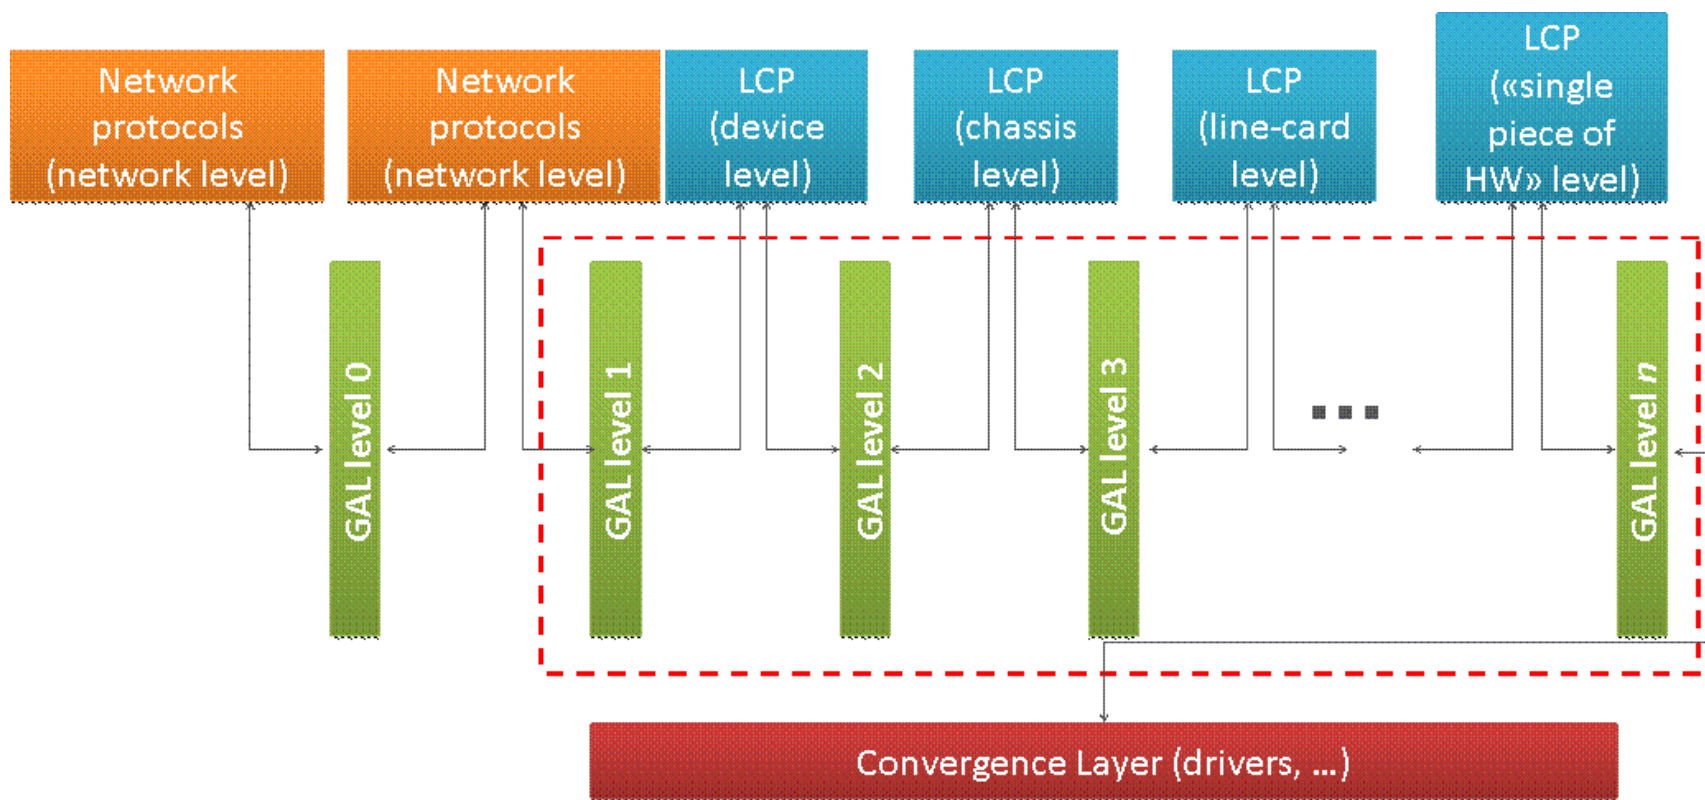 Network
protocols
(network level)
Network
protocols
(network level)
LCP
(device
level)
LCP
(chassis
level)
LCP
(line-card
level)
LCP
(«single
piece of
HW» level)
GAL level 0
GAL level 1
GAL level 2
GAL level 3
...
GAL level n
Convergence Layer (drivers, ...)